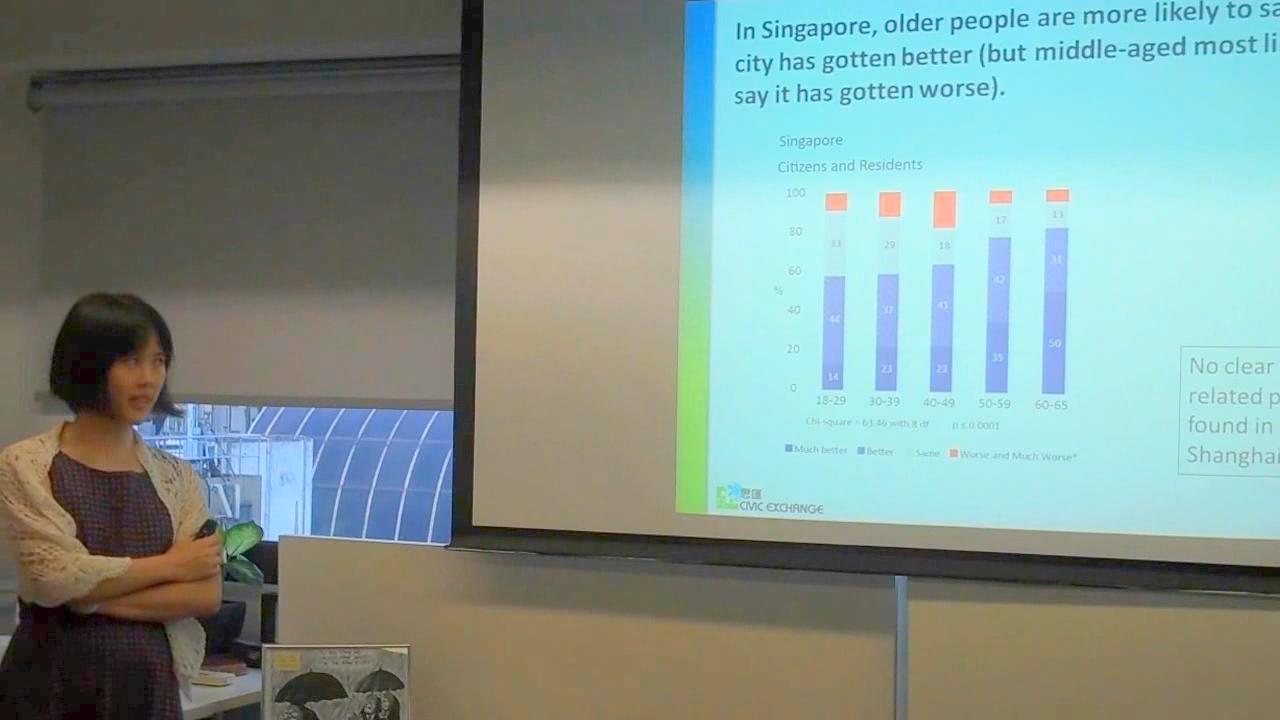 In Singapore, older people are more likely to sa
city has gotten better (but middle-aged most li
say it has gotten worse).
Singapore
Citizens and Residents
100
80
60
%
40
20
0
33
44
14
29
37
23
18
41
23
17
42
35
13
31
50
18-29 30-39 40-49 50-59 60-65
Chi-square = 63.46 with 8 df p ≤ 0.0001
Much better Better Same Worse and Much Worse*
No clear
related p
found in
Shanghai
思匯
CIVIC EXCHANGE